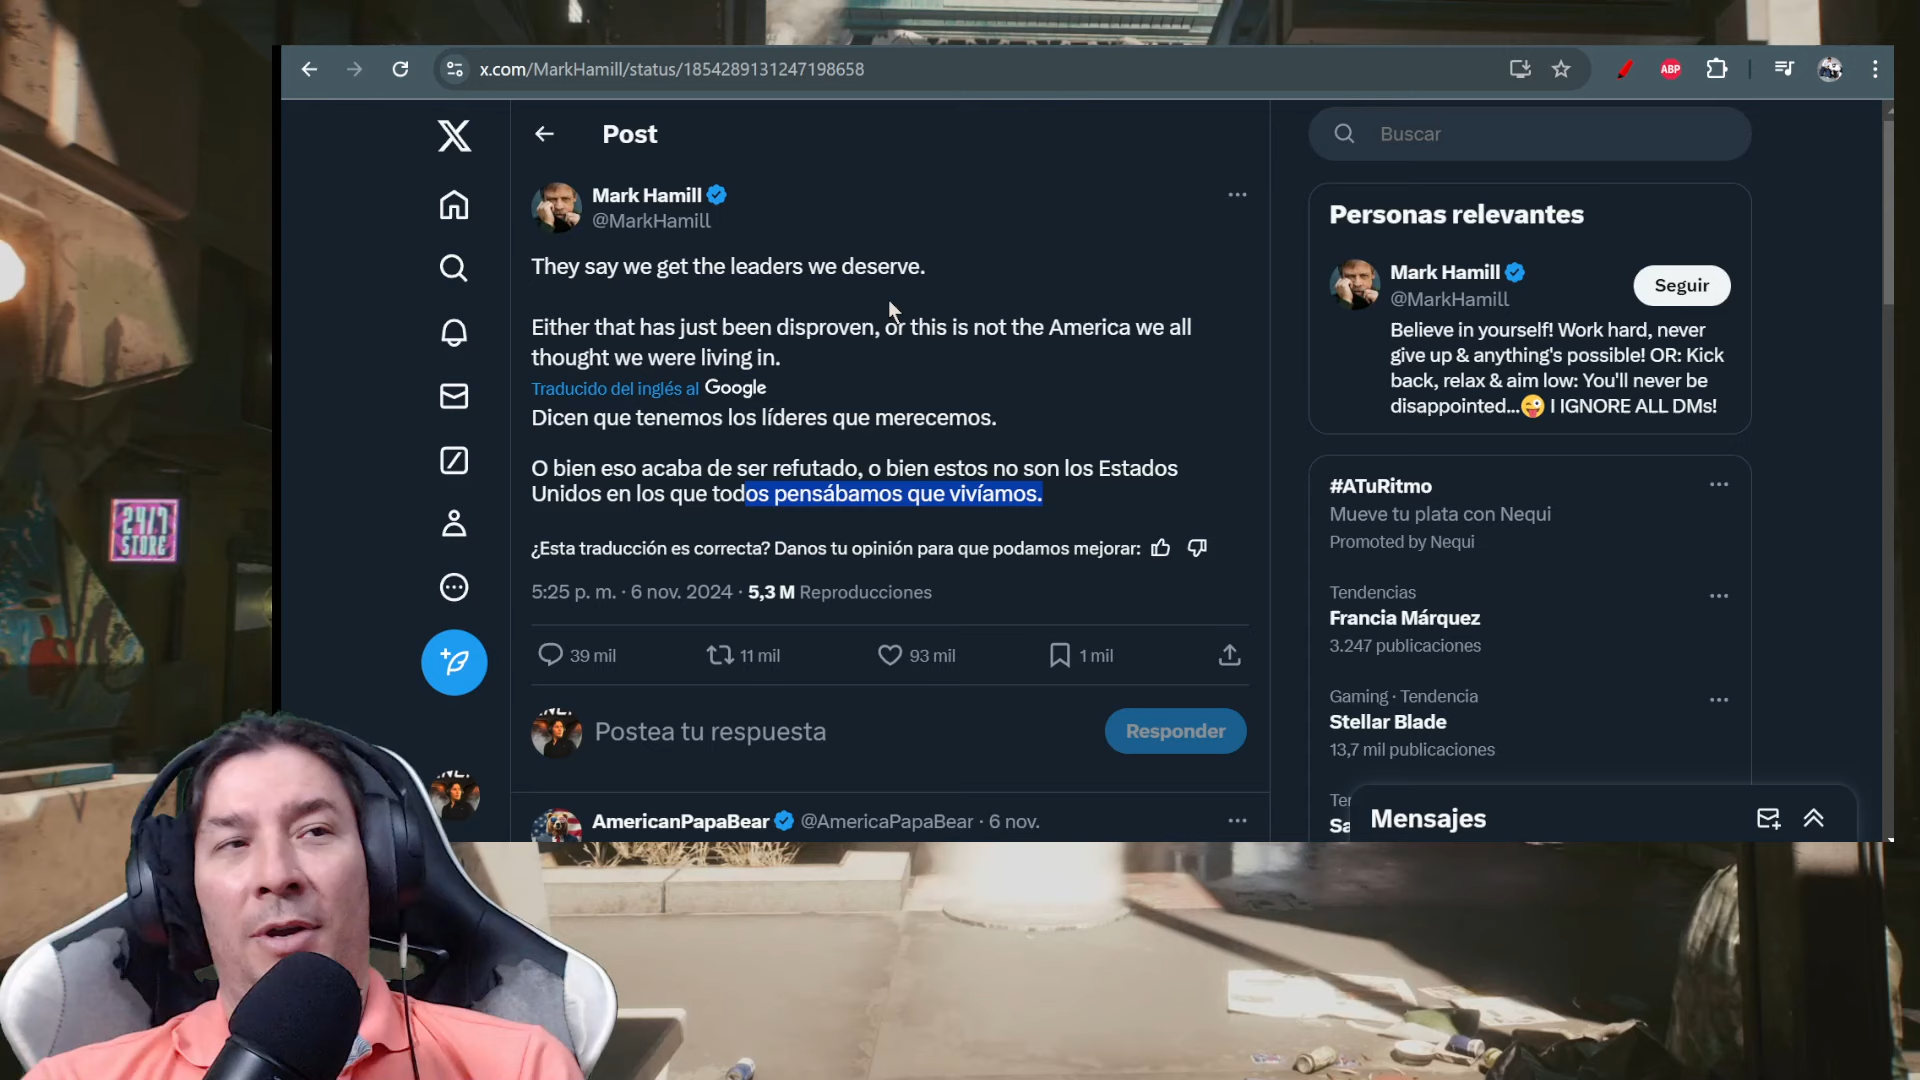 x.com/MarkHamill/status/1854289131247198658
ABP
Post
Mark Hamill
@MarkHamill
They say we get the leaders we deserve.
Either that has just been disproven, or this is not the America we all
thought we were living in.
Traducido del inglés al Google
Dicen que tenemos los líderes que merecemos.
O bien eso acaba de ser refutado, o bien estos no son los Estados
Unidos en los que todos pensábamos que vivíamos.
¿Esta traducción es correcta? Danos tu opinión para que podamos mejorar:
5:25 p. m. · 6 nov. 2024 · 5,3 M Reproducciones
39 mil
11 mil
93 mil
1 mil
Postea tu respuesta
Responder
AmericanPapaBear @AmericaPapaBear · 6 nov.
Buscar
Personas relevantes
Mark Hamill
@MarkHamill
Seguir
Believe in yourself! Work hard, never
give up & anything's possible! OR: Kick
back, relax & aim low: You'll never be
disappointed...😜 I IGNORE ALL DMs!
#ATuRitmo
Mueve tu plata con Nequi
Promoted by Nequi
Tendencias
Francia Márquez
3.247 publicaciones
Gaming · Tendencia
Stellar Blade
13,7 mil publicaciones
Te
Sa
Mensajes
24/7
STORE